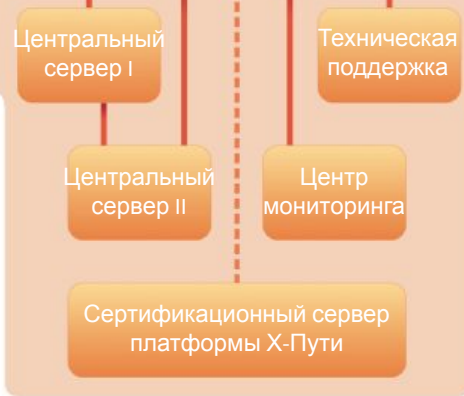 Центральный
сервер I
Техническая
поддержка
Центральный
сервер II
Центр
мониторинга
Сертификационный сервер
платформы Х-Пути